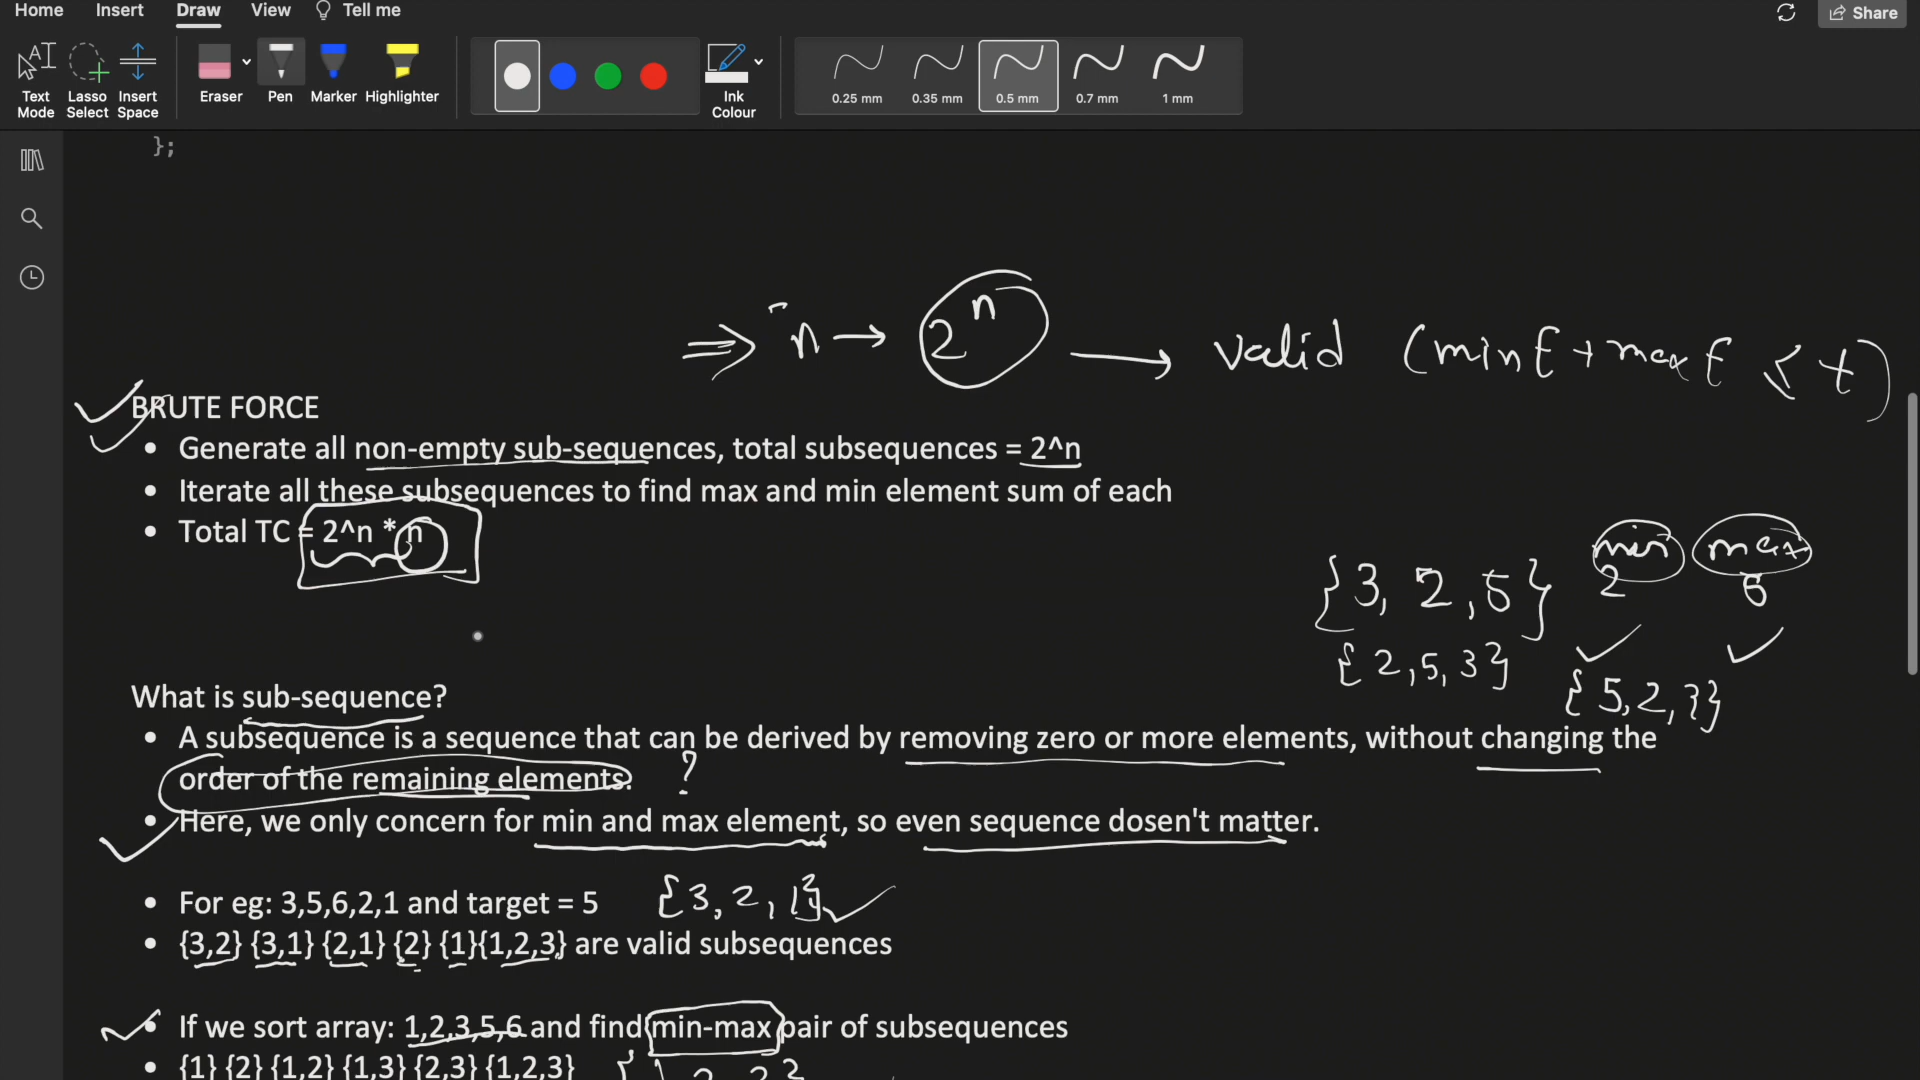 Home Insert Draw View Tell me Share
Text Mode Lasso Select Insert Space Eraser Pen Marker Highlighter Ink Colour 0.25 mm 0.35 mm 0.5 mm 0.7 mm 1 mm
};
⇒ n → 2^n → valid (minE + maxE < t)
BRUTE FORCE
• Generate all non-empty sub-sequences, total subsequences = 2^n
• Iterate all these subsequences to find max and min element sum of each
• Total TC = 2^n * n
min max
{3, 2, 5} 2 5
{2,5,3}
{5,2,3}
What is sub-sequence?
• A subsequence is a sequence that can be derived by removing zero or more elements, without changing the
order of the remaining elements. ?
• Here, we only concern for min and max element, so even sequence dosen't matter.
• For eg: 3,5,6,2,1 and target = 5 {3,2,1}
• {3,2} {3,1} {2,1} {2} {1}{1,2,3} are valid subsequences
• If we sort array: 1,2,3,5,6 and find min-max pair of subsequences
• {1} {2} {1,2} {1,3} {2,3} {1,2,3}